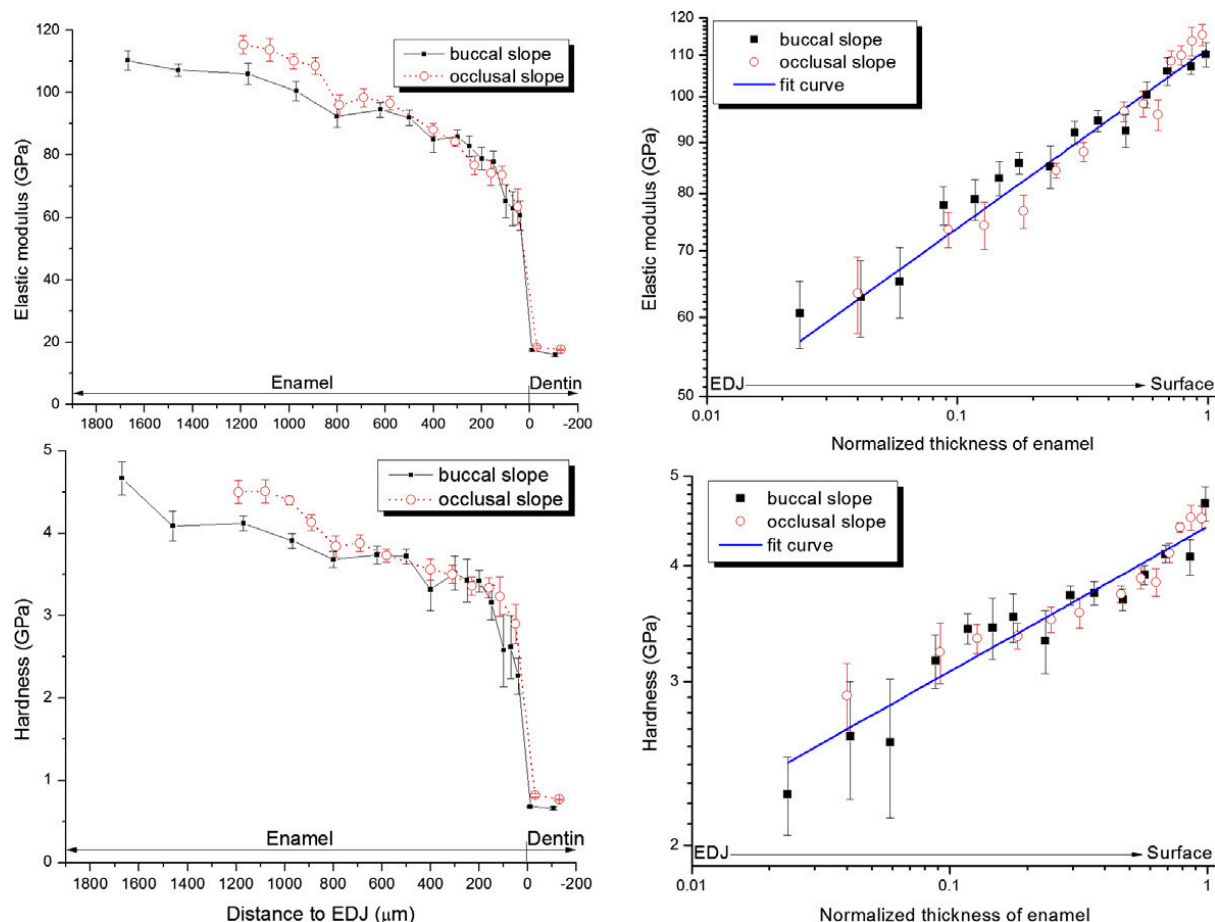 120
100
80
60
40
20
0
Elastic modulus (GPa)
buccal slope
occlusal slope
Enamel
Dentin
1800 1600 1400 1200 1000 800 600 400 200 0 -200
120
110
100
90
80
70
60
50
Elastic modulus (GPa)
buccal slope
occlusal slope
fit curve
EDJ
Surface
0.01 0.1 1
Normalized thickness of enamel
5
4
3
2
1
0
Hardness (GPa)
buccal slope
occlusal slope
Enamel
Dentin
1800 1600 1400 1200 1000 800 600 400 200 0 -200
Distance to EDJ (μm)
5
4
3
2
Hardness (GPa)
buccal slope
occlusal slope
fit curve
EDJ
Surface
0.01 0.1 1
Normalized thickness of enamel